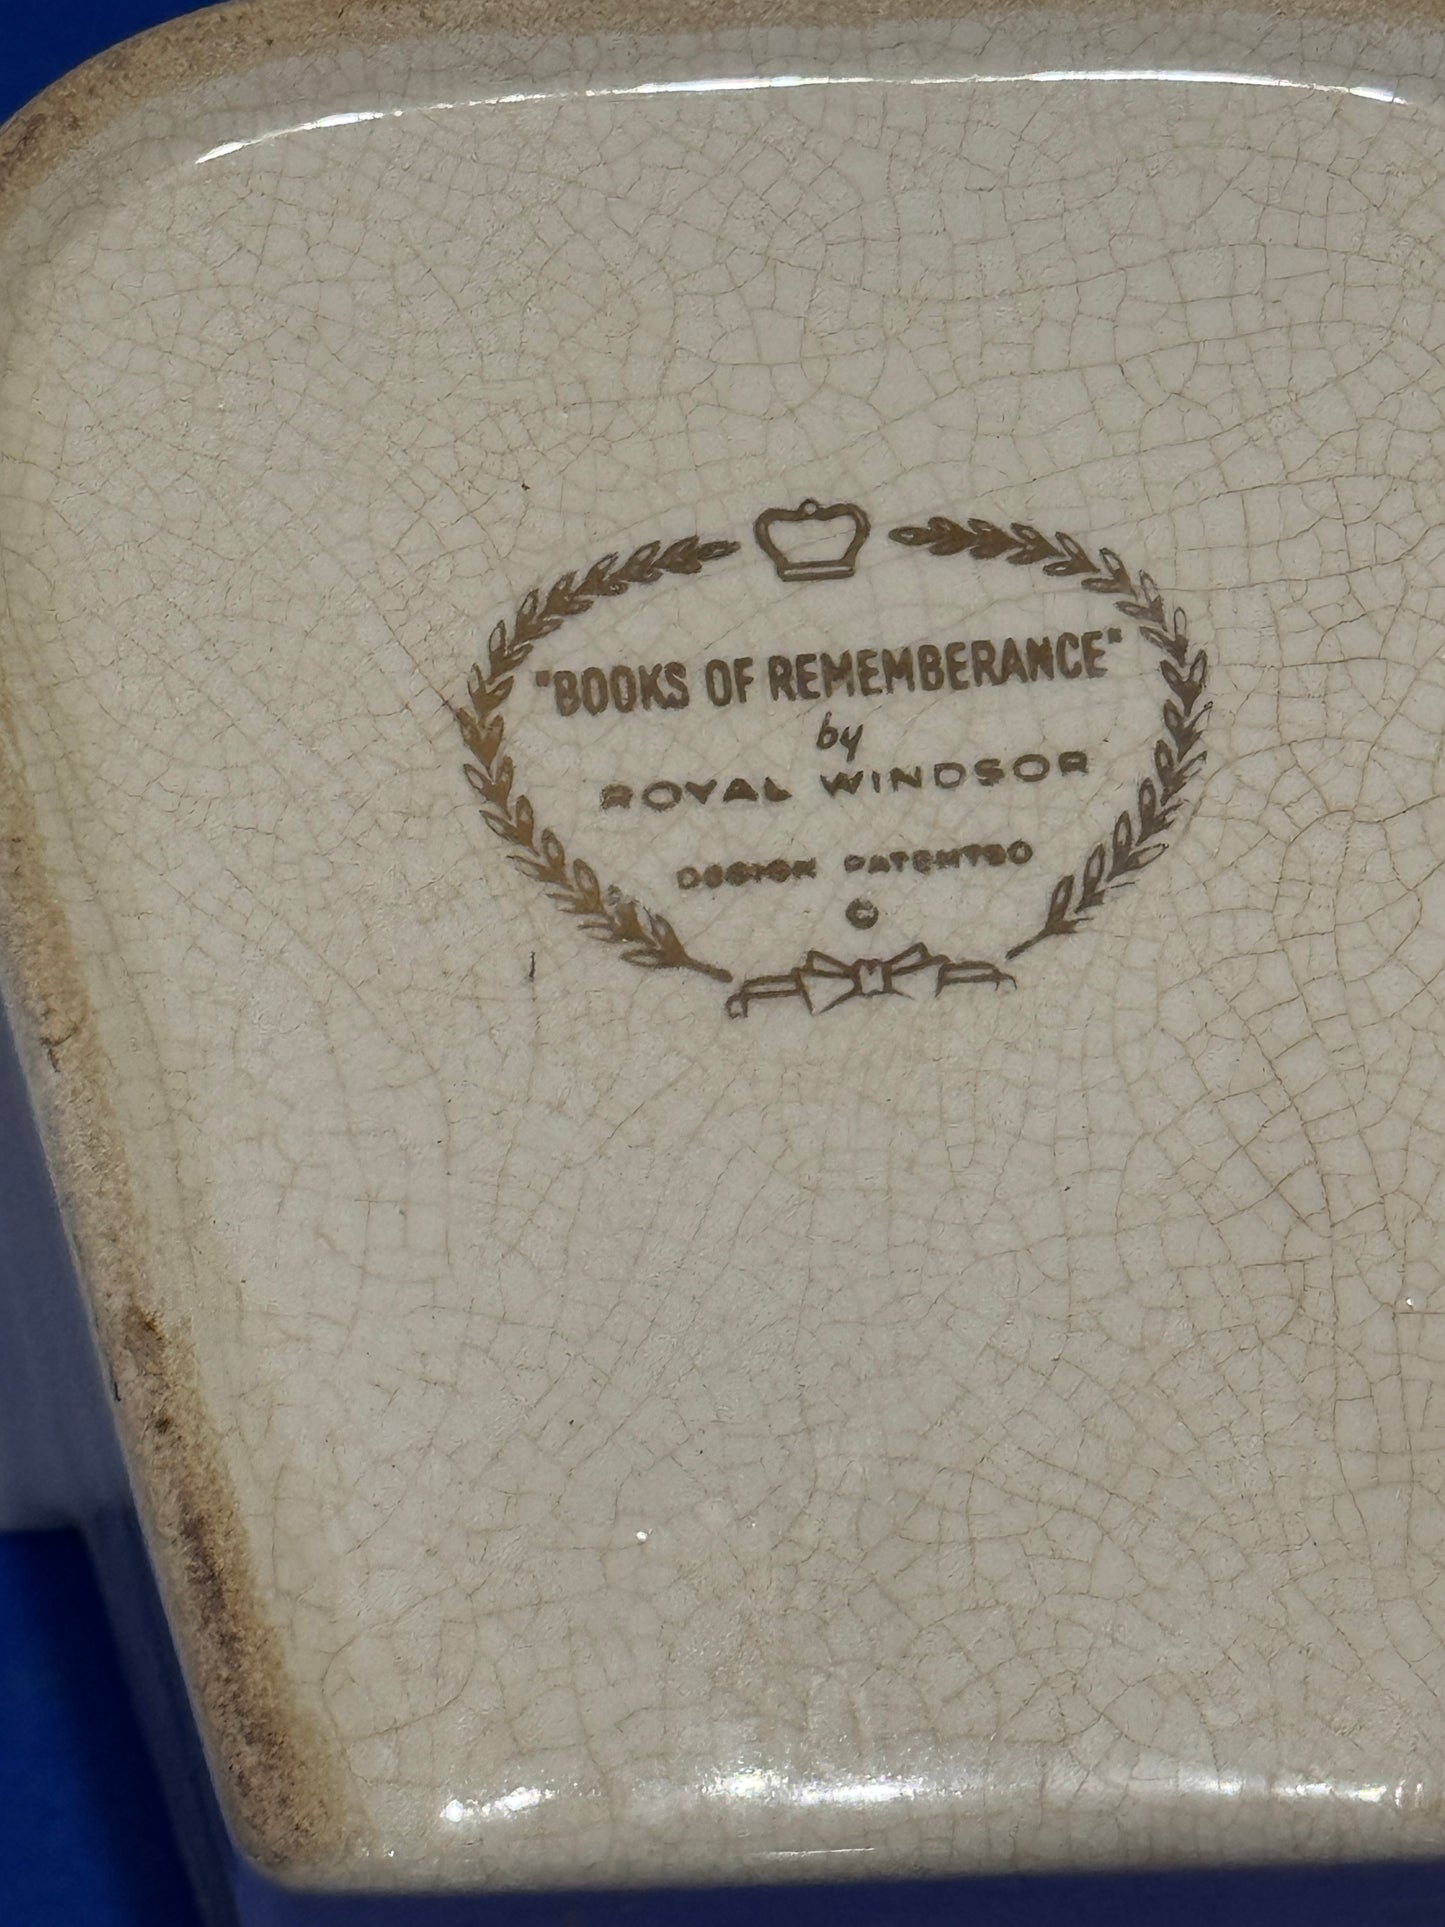 "BOOKS OF REMEMBERANCE"
by
ROYAL WINDSOR
DESIGN PATENTED
©